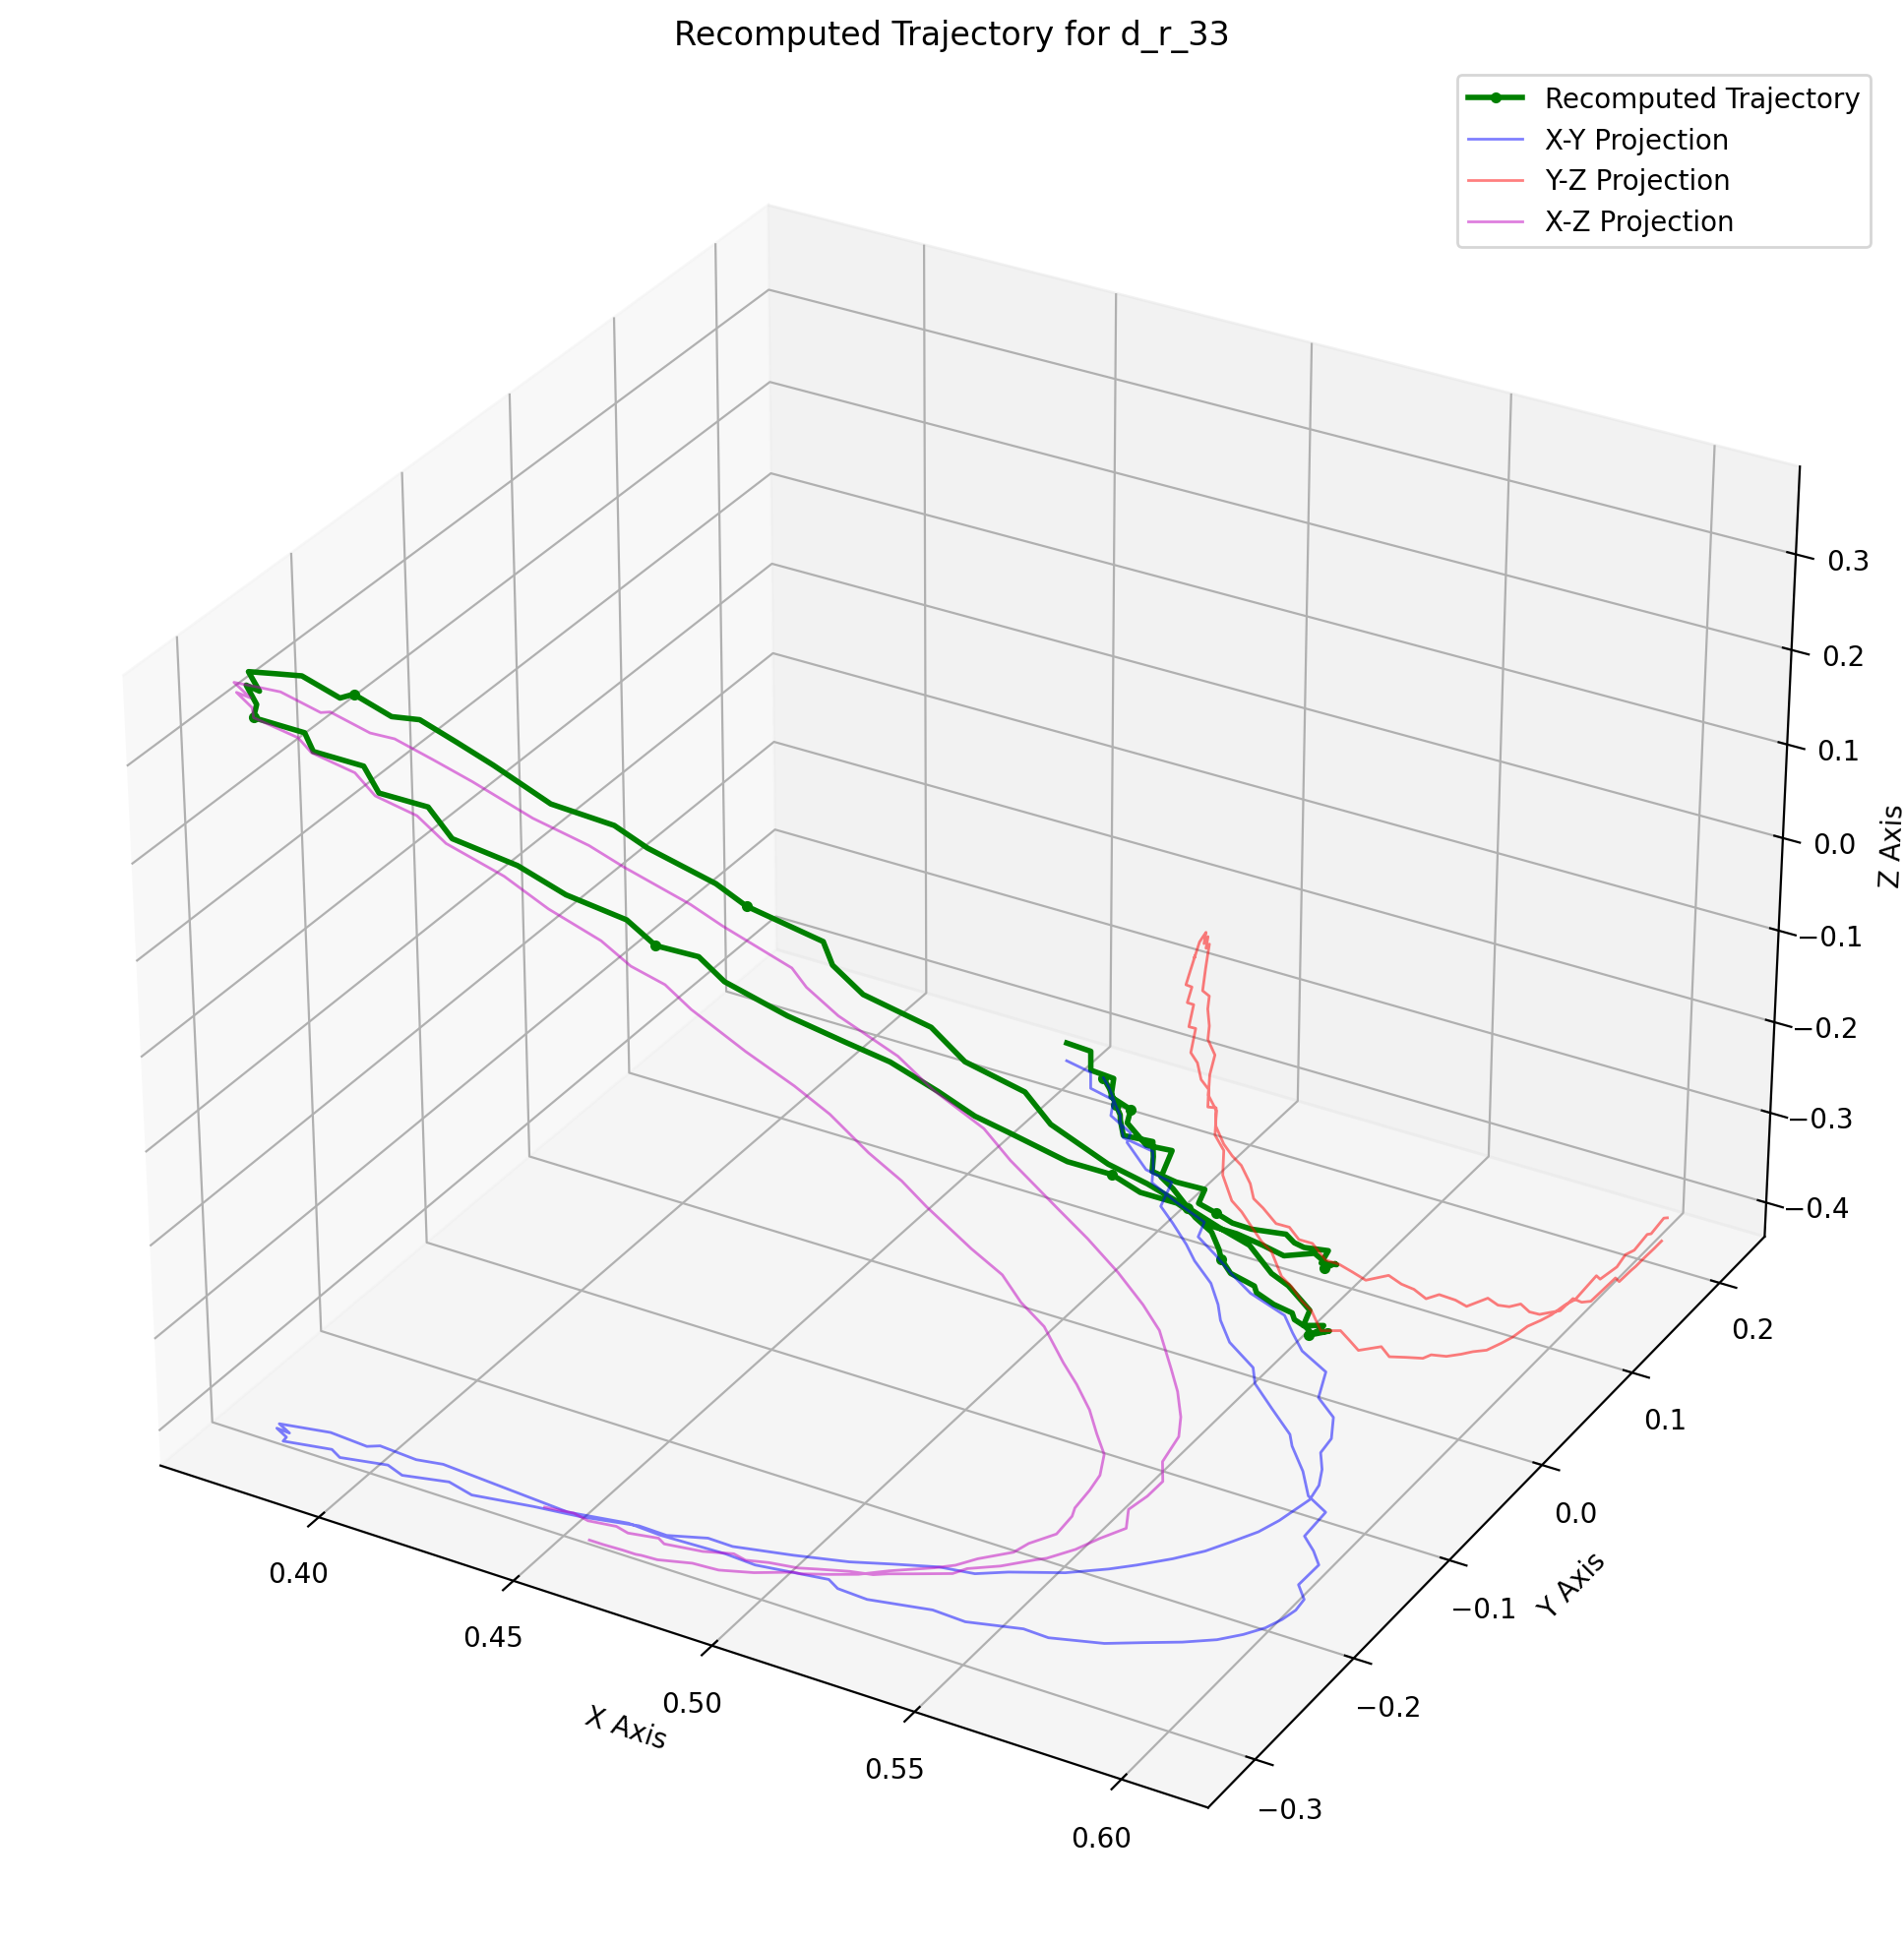 Recomputed Trajectory for d_r_33
Recomputed Trajectory
X-Y Projection
Y-Z Projection
X-Z Projection
0.3
0.2
0.1
0.0
−0.1
−0.2
−0.3
−0.4
Z Axis
0.2
0.1
0.0
−0.1
−0.2
−0.3
Y Axis
0.40
0.45
0.50
0.55
0.60
X Axis